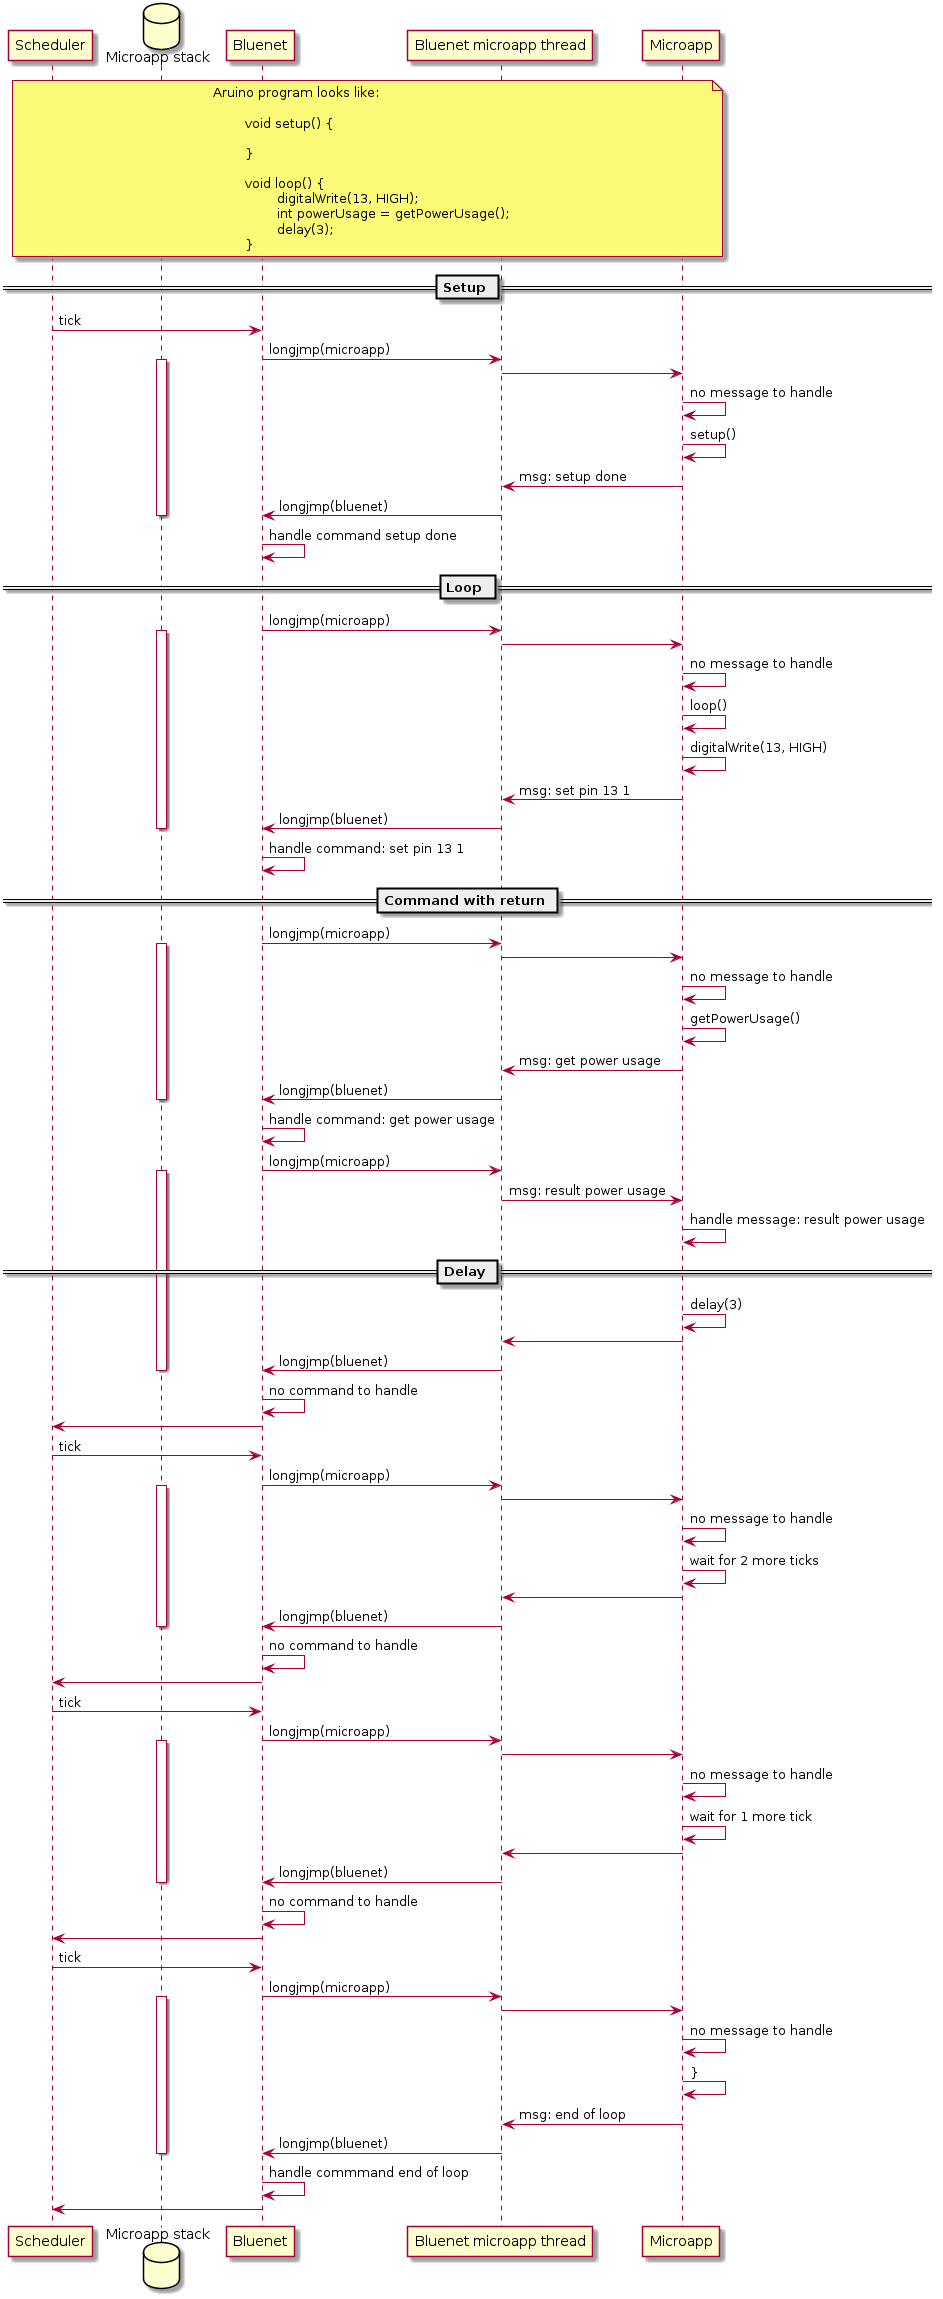 Scheduler
Microapp stack
Bluenet
Bluenet microapp thread
Microapp
Aruino program looks like:
void setup() {
}
void loop() {
digitalWrite(13, HIGH);
int powerUsage = getPowerUsage();
delay(3);
}
Setup
tick
longjmp(microapp)
no message to handle
setup()
msg: setup done
longjmp(bluenet)
handle command setup done
Loop
longjmp(microapp)
no message to handle
loop()
digitalWrite(13, HIGH)
msg: set pin 13 1
longjmp(bluenet)
handle command: set pin 13 1
Command with return
longjmp(microapp)
no message to handle
getPowerUsage()
msg: get power usage
longjmp(bluenet)
handle command: get power usage
longjmp(microapp)
msg: result power usage
handle message: result power usage
Delay
delay(3)
longjmp(bluenet)
no command to handle
tick
longjmp(microapp)
no message to handle
wait for 2 more ticks
longjmp(bluenet)
no command to handle
tick
longjmp(microapp)
no message to handle
wait for 1 more tick
longjmp(bluenet)
no command to handle
tick
longjmp(microapp)
no message to handle
}
msg: end of loop
longjmp(bluenet)
handle commmand end of loop
Scheduler
Microapp stack
Bluenet
Bluenet microapp thread
Microapp